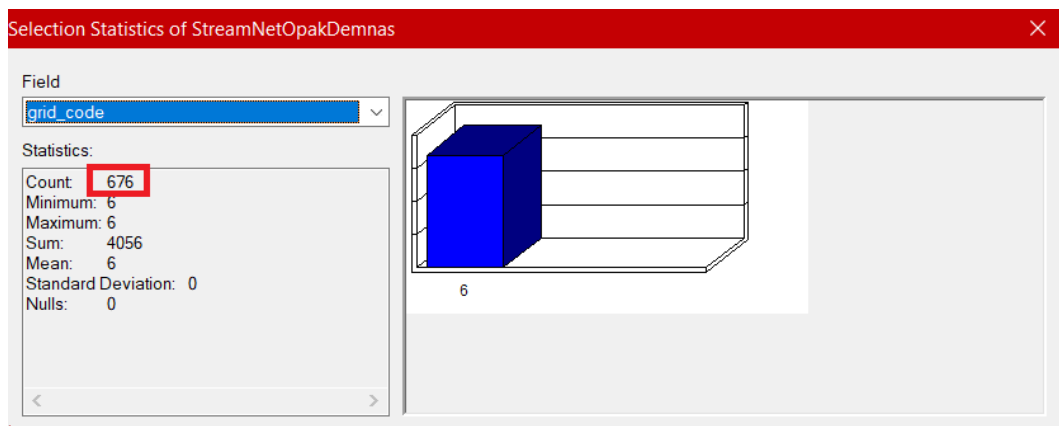 Selection Statistics of StreamNetOpakDemnas
Field
grid_code
Statistics:
Count: 676
Minimum: 6
Maximum: 6
Sum: 4056
Mean: 6
Standard Deviation: 0
Nulls: 0
6